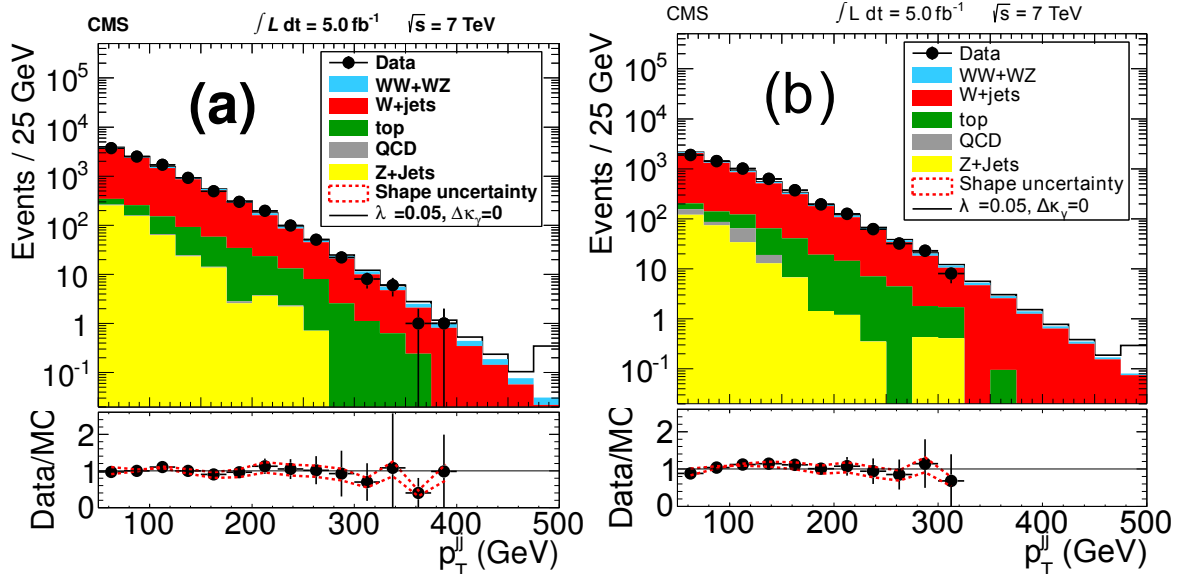 CMS ∫ L dt = 5.0 fb⁻¹ √s = 7 TeV
Events / 25 GeV
10⁵
10⁴
10³
10²
10
1
10⁻¹
(a)
Data
WW+WZ
W+jets
top
QCD
Z+Jets
Shape uncertainty
λ =0.05, Δκγ=0
Data/MC
2
1
0
100 200 300 400 500
p_T^jj (GeV)
CMS ∫ L dt = 5.0 fb⁻¹ √s = 7 TeV
Events / 25 GeV
10⁵
10⁴
10³
10²
10
1
10⁻¹
(b)
Data
WW+WZ
W+jets
top
QCD
Z+Jets
Shape uncertainty
λ =0.05, Δκγ=0
Data/MC
2
1
0
100 200 300 400 500
p_T^jj (GeV)